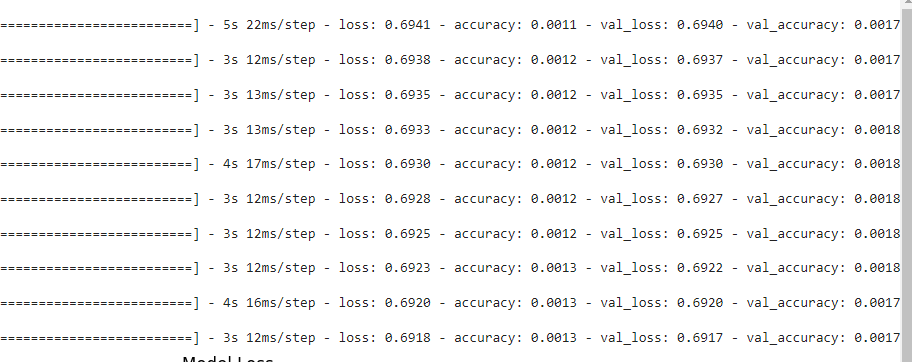 =========================] - 5s 22ms/step - loss: 0.6941 - accuracy: 0.0011 - val_loss: 0.6940 - val_accuracy: 0.0017
=========================] - 3s 12ms/step - loss: 0.6938 - accuracy: 0.0012 - val_loss: 0.6937 - val_accuracy: 0.0017
=========================] - 3s 13ms/step - loss: 0.6935 - accuracy: 0.0012 - val_loss: 0.6935 - val_accuracy: 0.0017
=========================] - 3s 13ms/step - loss: 0.6933 - accuracy: 0.0012 - val_loss: 0.6932 - val_accuracy: 0.0018
=========================] - 4s 17ms/step - loss: 0.6930 - accuracy: 0.0012 - val_loss: 0.6930 - val_accuracy: 0.0018
=========================] - 3s 12ms/step - loss: 0.6928 - accuracy: 0.0012 - val_loss: 0.6927 - val_accuracy: 0.0018
=========================] - 3s 12ms/step - loss: 0.6925 - accuracy: 0.0012 - val_loss: 0.6925 - val_accuracy: 0.0018
=========================] - 3s 12ms/step - loss: 0.6923 - accuracy: 0.0013 - val_loss: 0.6922 - val_accuracy: 0.0018
=========================] - 4s 16ms/step - loss: 0.6920 - accuracy: 0.0013 - val_loss: 0.6920 - val_accuracy: 0.0017
=========================] - 3s 12ms/step - loss: 0.6918 - accuracy: 0.0013 - val_loss: 0.6917 - val_accuracy: 0.0017
Model Loss